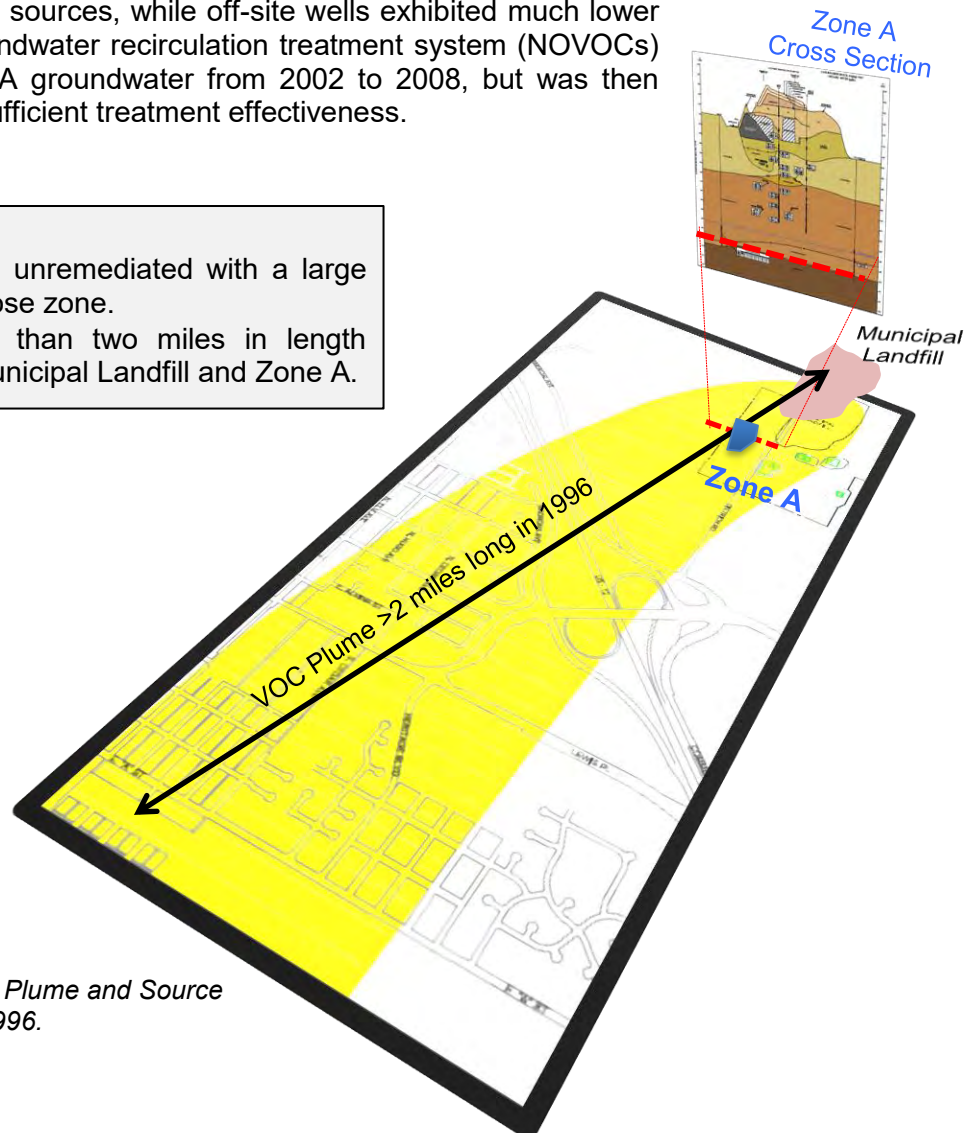 sources, while off-site wells exhibited much lower
ndwater recirculation treatment system (NOVOCs)
A groundwater from 2002 to 2008, but was then
ufficient treatment effectiveness.
Zone A
Cross Section
unremediated with a large
ose zone.
than two miles in length
unicipal Landfill and Zone A.
Municipal
Landfill
Zone A
VOC Plume >2 miles long in 1996
LEWIS
Plume and Source
996.